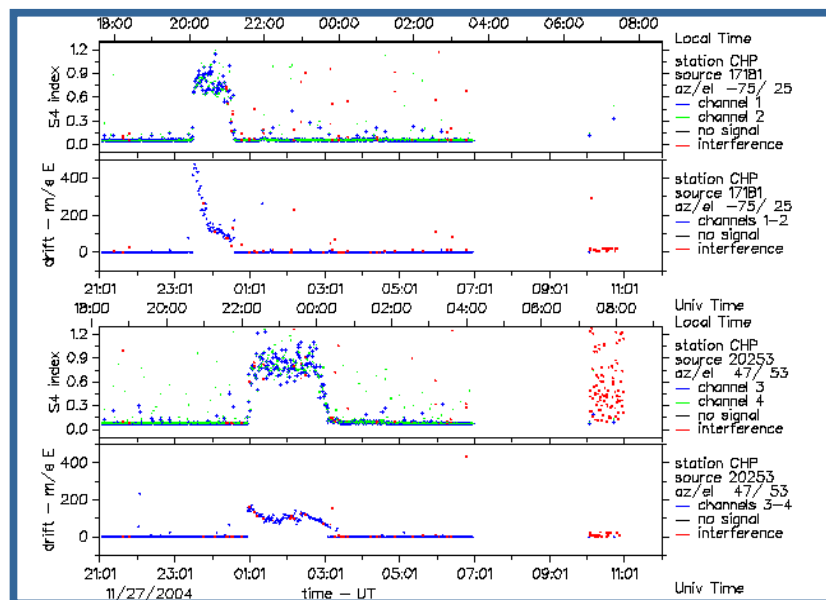 18:00 20:00 22:00 00:00 02:00 04:00 06:00 08:00
Local Time
1.2
0.9
0.6
0.3
0.0
S4 index
station CHP
source 17181
az/el -75/ 25
channel 1
channel 2
no signal
interference
400
200
0
drift - m/s E
station CHP
source 17181
az/el -75/ 25
channels 1-2
no signal
interference
21:01 23:01 01:01 03:01 05:01 07:01 09:01 11:01
Univ Time
18:00 20:00 22:00 00:00 02:00 04:00 06:00 08:00
Local Time
1.2
0.9
0.6
0.3
0.0
S4 index
station CHP
source 20253
az/el 47/ 53
channel 3
channel 4
no signal
interference
400
200
0
drift - m/s E
station CHP
source 20253
az/el 47/ 53
channels 3-4
no signal
interference
21:01 23:01 01:01 03:01 05:01 07:01 09:01 11:01
11/27/2004 time - UT Univ Time